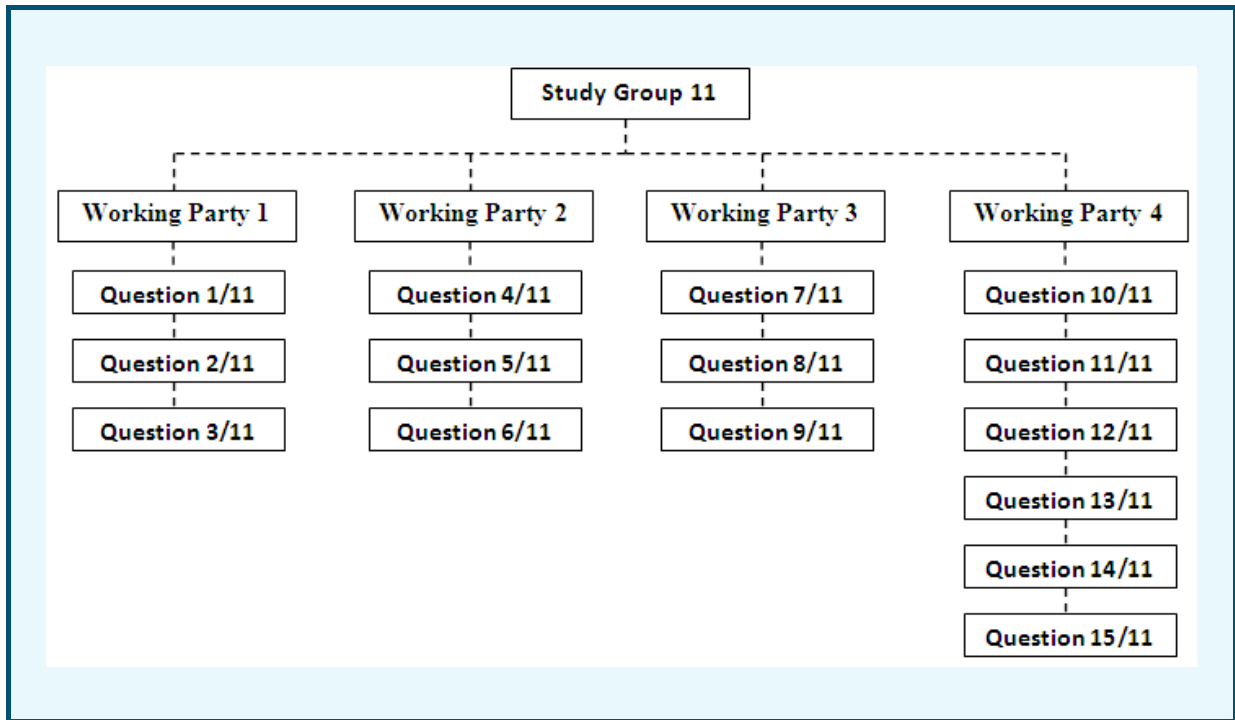 Study Group 11
Working Party 1
Working Party 2
Working Party 3
Working Party 4
Question 1/11
Question 4/11
Question 7/11
Question 10/11
Question 2/11
Question 5/11
Question 8/11
Question 11/11
Question 3/11
Question 6/11
Question 9/11
Question 12/11
Question 13/11
Question 14/11
Question 15/11